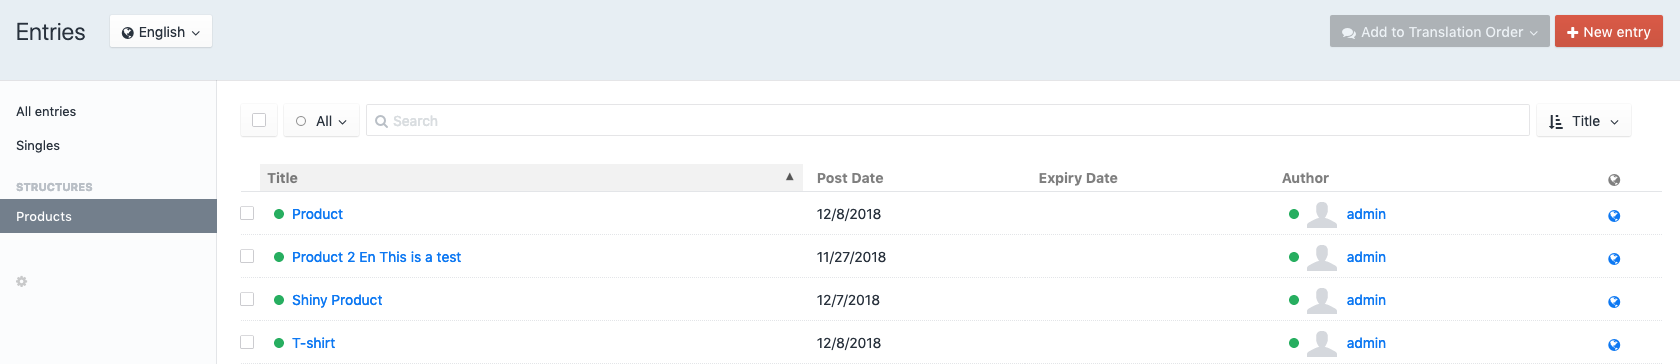 Entries English Add to Translation Order New entry
All entries
Singles
STRUCTURES
Products
All Search Title
Title Post Date Expiry Date Author
Product 12/8/2018 admin
Product 2 En This is a test 11/27/2018 admin
Shiny Product 12/7/2018 admin
T-shirt 12/8/2018 admin